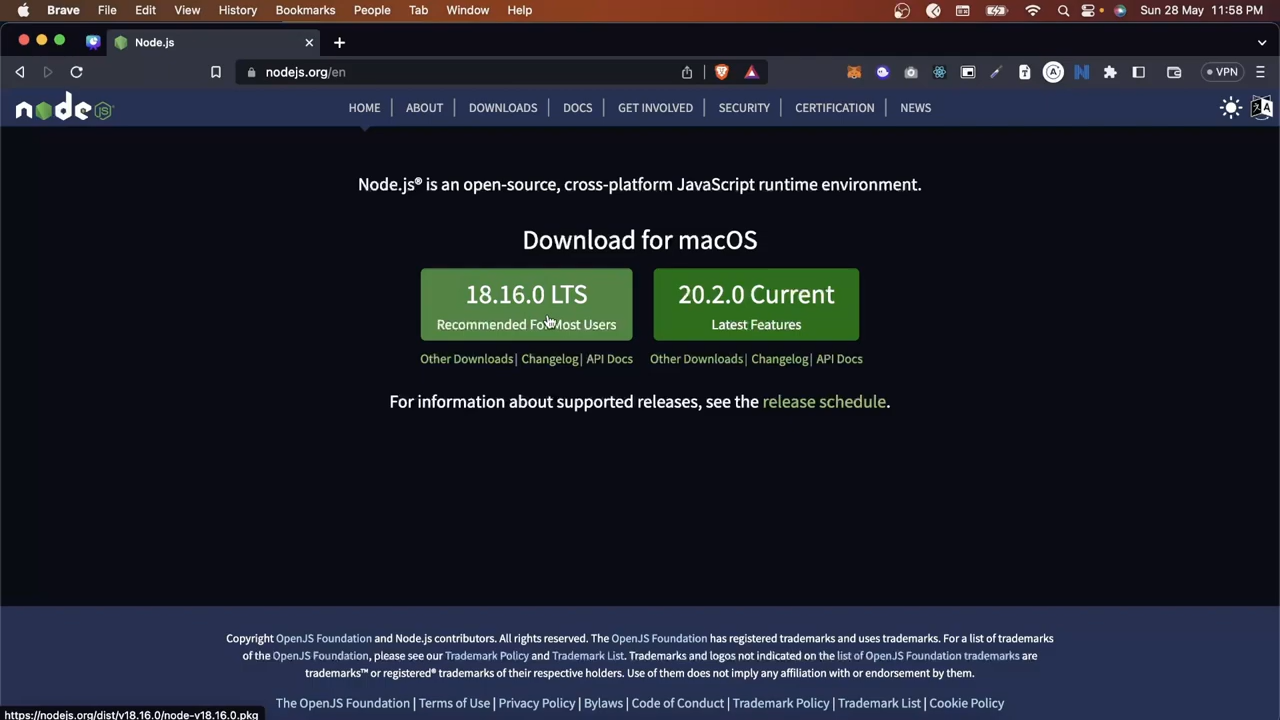 Brave File Edit View History Bookmarks People Tab Window Help Sun 28 May 11:58 PM
Node.js
nodejs.org/en VPN
node JS HOME ABOUT DOWNLOADS DOCS GET INVOLVED SECURITY CERTIFICATION NEWS
Node.js® is an open-source, cross-platform JavaScript runtime environment.
Download for macOS
18.16.0 LTS
Recommended For Most Users
20.2.0 Current
Latest Features
Other Downloads | Changelog | API Docs
Other Downloads | Changelog | API Docs
For information about supported releases, see the release schedule.
Copyright OpenJS Foundation and Node.js contributors. All rights reserved. The OpenJS Foundation has registered trademarks and uses trademarks. For a list of trademarks
of the OpenJS Foundation, please see our Trademark Policy and Trademark List. Trademarks and logos not indicated on the list of OpenJS Foundation trademarks are
trademarks™ or registered® trademarks of their respective holders. Use of them does not imply any affiliation with or endorsement by them.
The OpenJS Foundation | Terms of Use | Privacy Policy | Bylaws | Code of Conduct | Trademark Policy | Trademark List | Cookie Policy
https://nodejs.org/dist/v18.16.0/node-v18.16.0.pkg